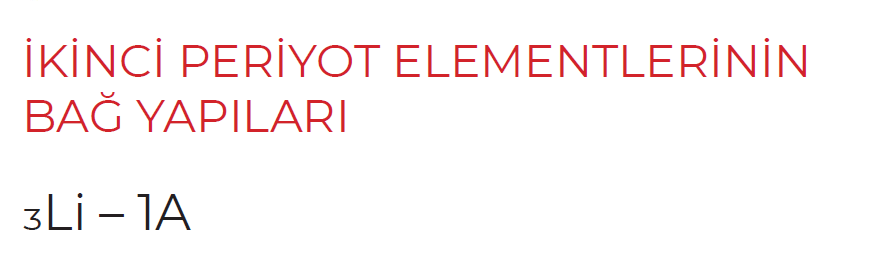 İKİNCİ PERİYOT ELEMENTLERİNİN
BAĞ YAPILARI
₃Li – 1A